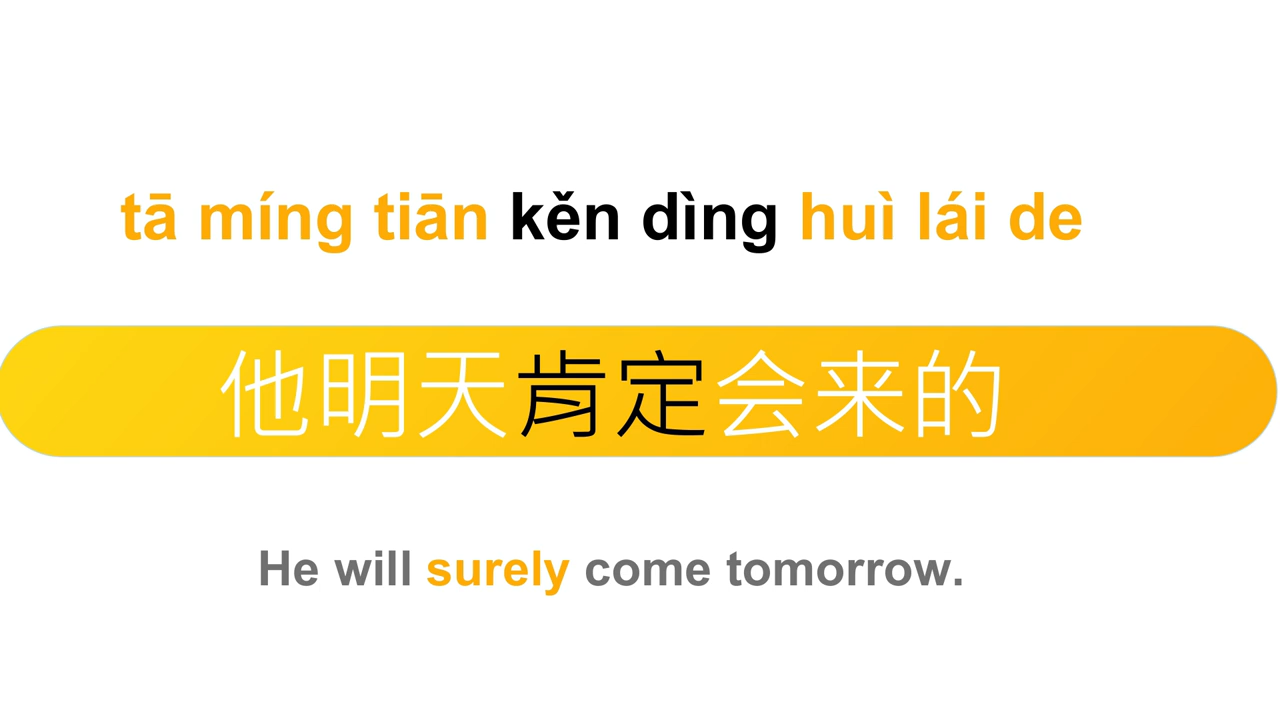 tā míng tiān kěn dìng huì lái de
他明天肯定会来的
He will surely come tomorrow.